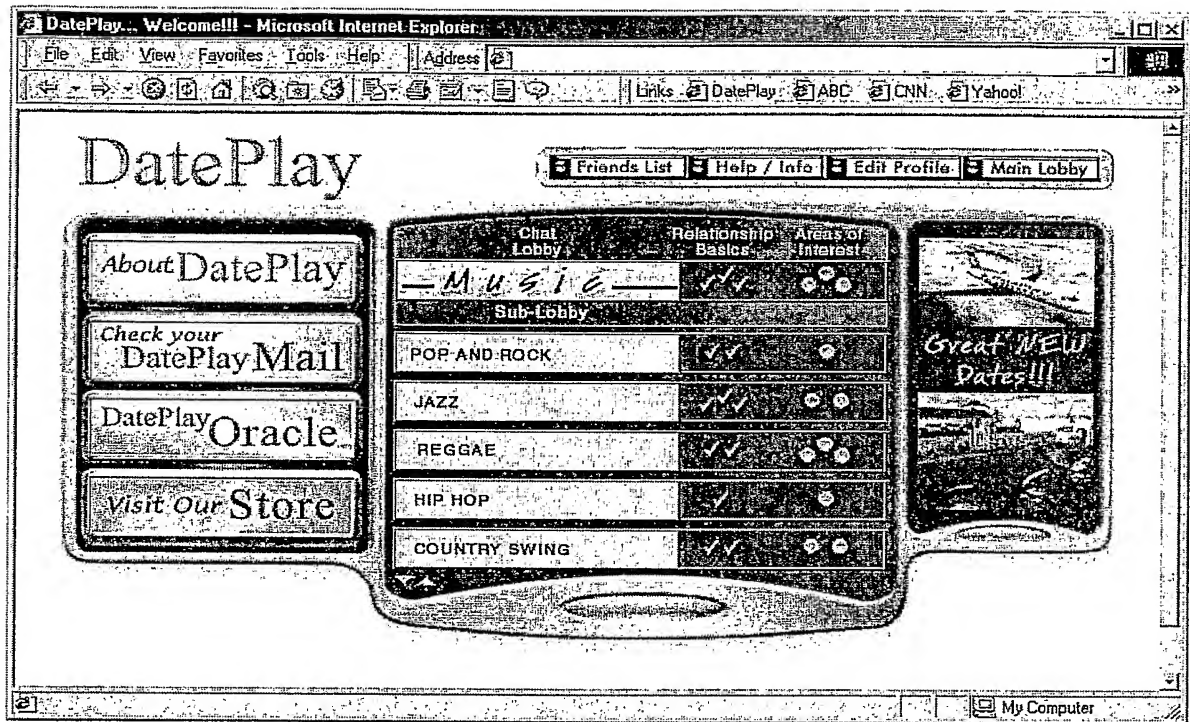 DatePlay... Welcome!!! - Microsoft Internet Explorer
File Edit View Favorites Tools Help Address
Links DatePlay ABC CNN Yahoo!
DatePlay
Friends List Help / Info Edit Profile Main Lobby
About DatePlay
Check your
DatePlay Mail
DatePlay Oracle
Visit Our Store
Chat
Lobby
Relationship
Basics
Areas of
Interest
Music
Sub-Lobby
POP AND ROCK
JAZZ
REGGAE
HIP HOP
COUNTRY SWING
Great NEW
Dates!!!
My Computer